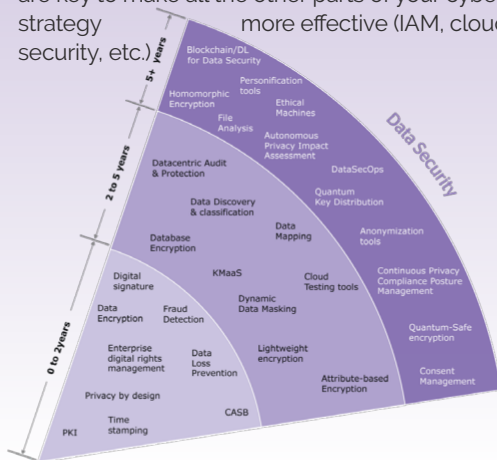 are key to make all the other parts of your cyber
strategy more effective (IAM, cloud
security, etc.)
5+ years
Blockchain/DL
for Data Security
Personification
tools
Homomorphic
Encryption
Ethical
Machines
File
Analysis
Autonomous
Privacy Impact
Assessment
DataSecOps
Quantum
Key Distribution
Anonymization
tools
Continuous Privacy
Compliance Posture
Management
Quantum-Safe
encryption
Consent
Management
Data Security
2 to 5 years
Datacentric Audit
& Protection
Data Discovery
& classification
Data
Mapping
Database
Encryption
KMaaS
Cloud
Testing tools
Dynamic
Data Masking
Lightweight
encryption
Attribute-based
Encryption
0 to 2years
Digital
signature
Data
Encryption
Fraud
Detection
Enterprise
digital rights
management
Data
Loss
Prevention
Privacy by design
CASB
PKI
Time
stamping